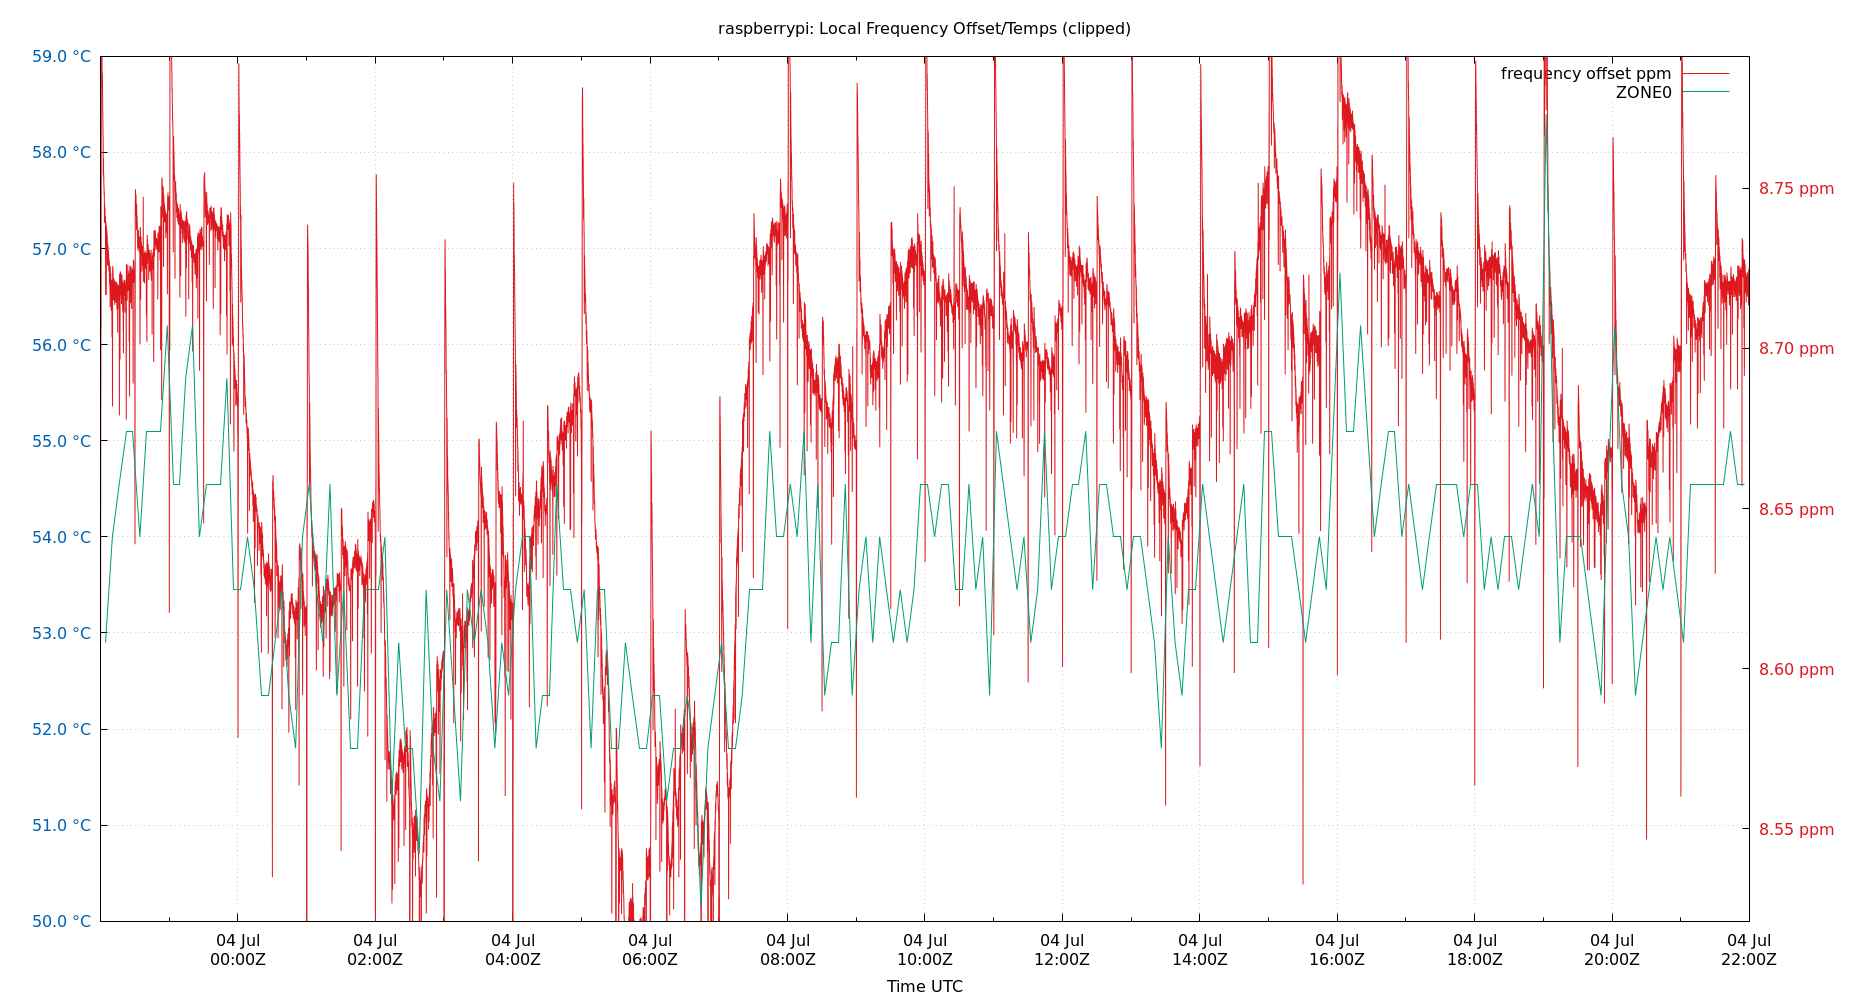 raspberrypi: Local Frequency Offset/Temps (clipped)
59.0 °C
58.0 °C
57.0 °C
56.0 °C
55.0 °C
54.0 °C
53.0 °C
52.0 °C
51.0 °C
50.0 °C
frequency offset ppm
ZONE0
8.75 ppm
8.70 ppm
8.65 ppm
8.60 ppm
8.55 ppm
04 Jul 04 Jul 04 Jul 04 Jul 04 Jul 04 Jul 04 Jul 04 Jul 04 Jul 04 Jul 04 Jul 04 Jul
00:00Z 02:00Z 04:00Z 06:00Z 08:00Z 10:00Z 12:00Z 14:00Z 16:00Z 18:00Z 20:00Z 22:00Z
Time UTC